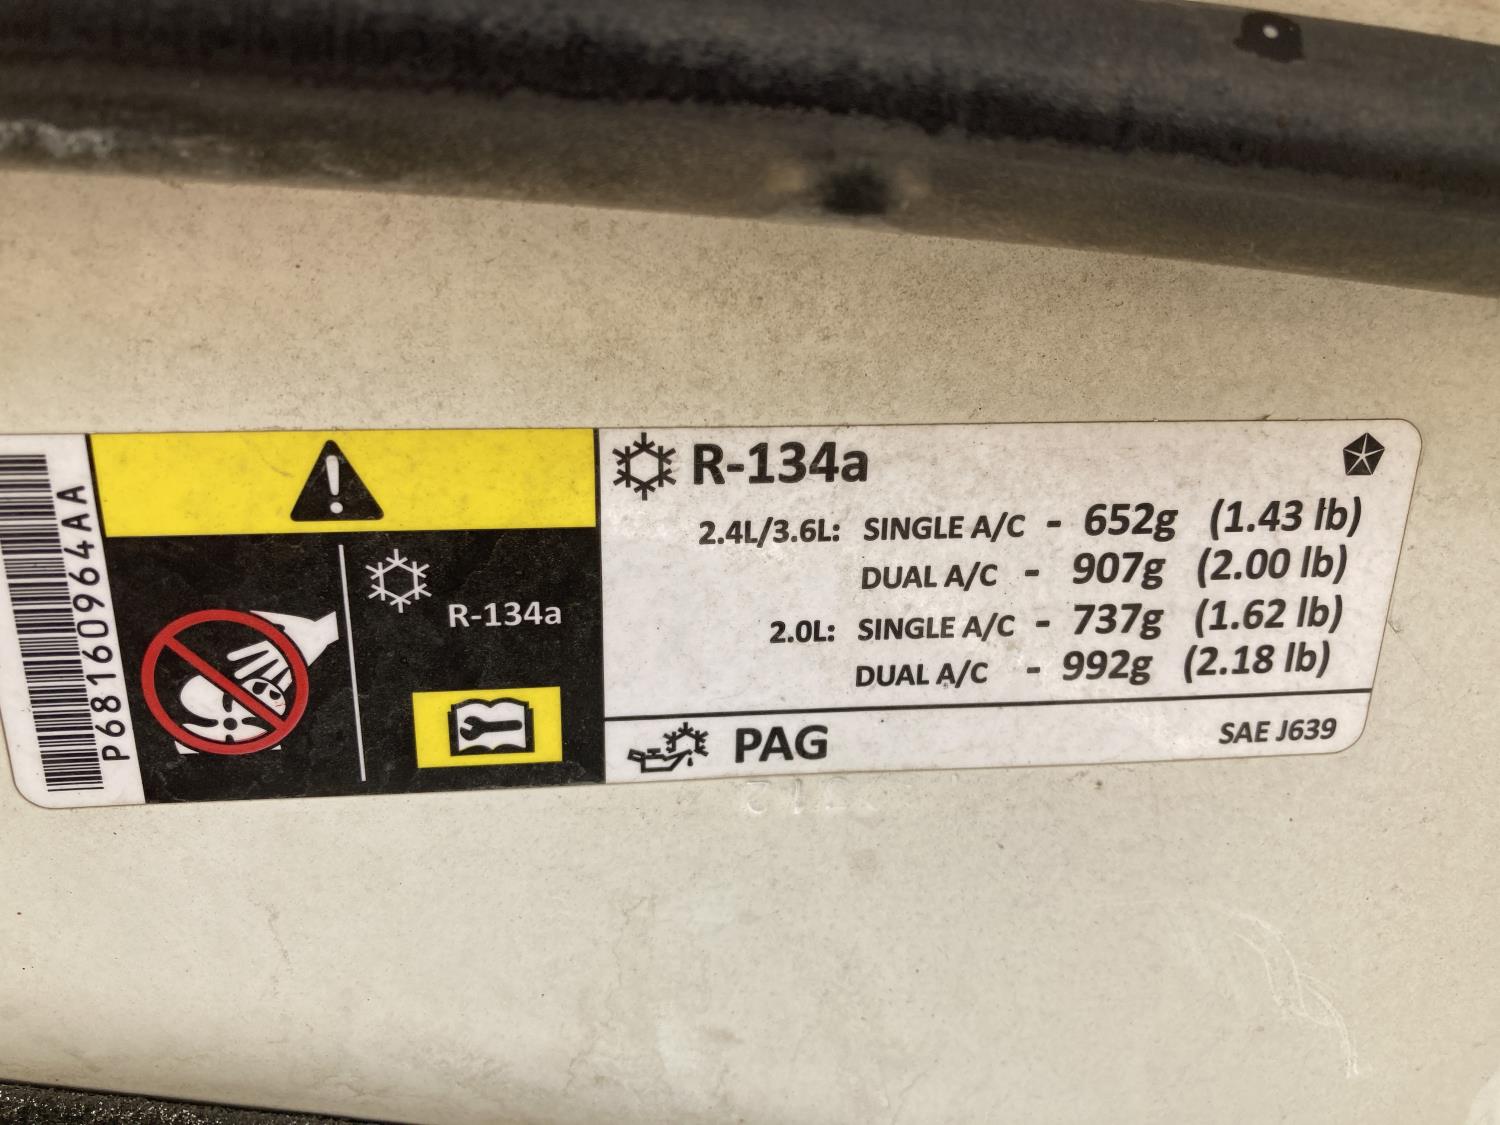 P68160964AA
R-134a
R-134a
2.4L/3.6L: SINGLE A/C - 652g (1.43 lb)
DUAL A/C - 907g (2.00 lb)
2.0L: SINGLE A/C - 737g (1.62 lb)
DUAL A/C - 992g (2.18 lb)
PAG
SAE J639